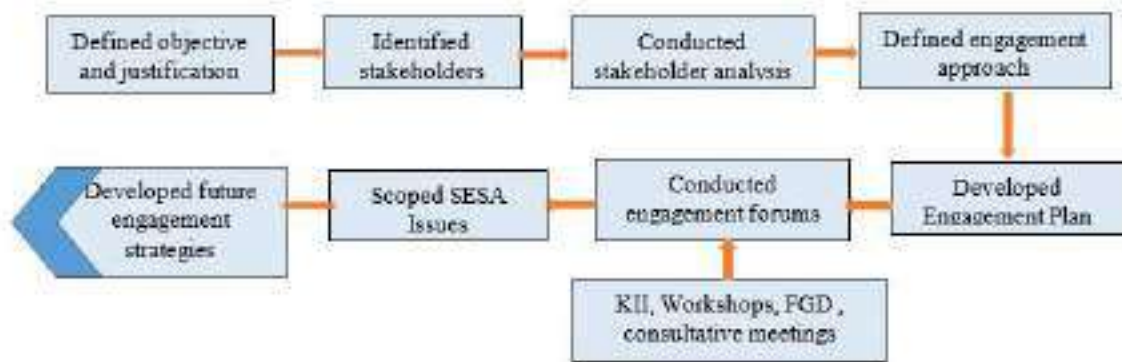 Defined objective
and justification
Identified
stakeholders
Conducted
stakeholder analysis
Defined engagement
approach
Developed
Engagement Plan
Conducted
engagement forums
KII, Workshops, FGD ,
consultative meetings
Scoped SESA
Issues
Developed future
engagement
strategies